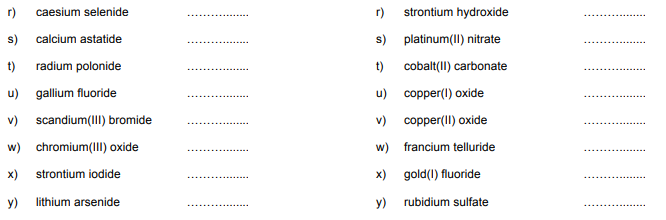 r) caesium selenide ................... r) strontium hydroxide ...................
s) calcium astatide ................... s) platinum(II) nitrate ...................
t) radium polonide ................... t) cobalt(II) carbonate ...................
u) gallium fluoride ................... u) copper(I) oxide ...................
v) scandium(III) bromide ................... v) copper(II) oxide ...................
w) chromium(III) oxide ................... w) francium telluride ...................
x) strontium iodide ................... x) gold(I) fluoride ...................
y) lithium arsenide ................... y) rubidium sulfate ...................